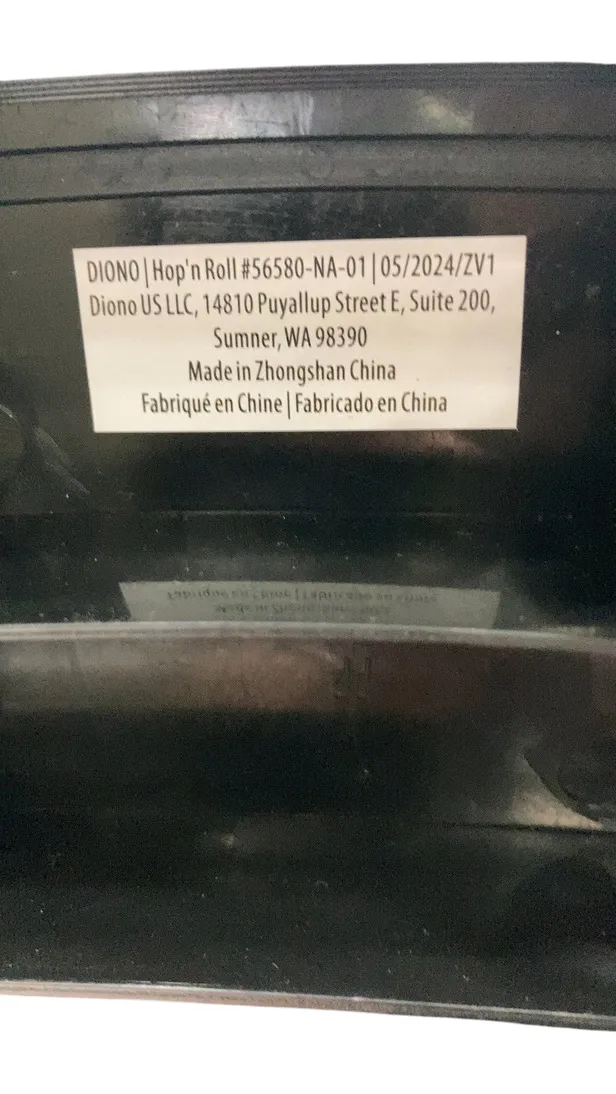 DIONO | Hop'n Roll #56580-NA-01 | 05/2024/ZV1
Diono US LLC, 14810 Puyallup Street E, Suite 200,
Sumner, WA 98390
Made in Zhongshan China
Fabriqué en Chine | Fabricado en China